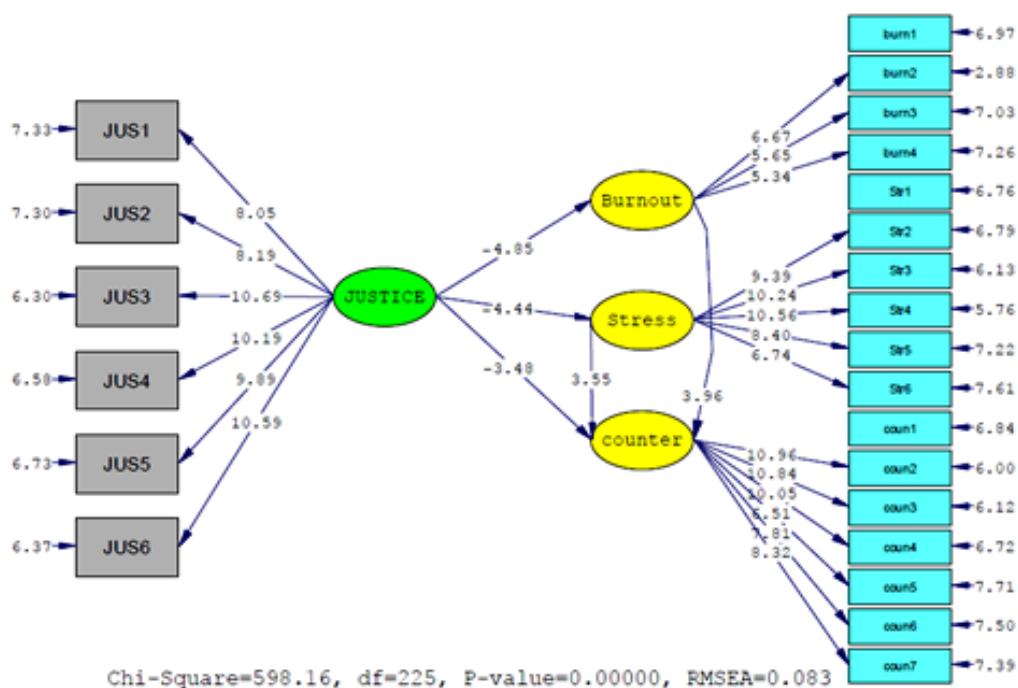 burn1
6.97
burn2
2.88
burn3
7.03
burn4
7.26
Str1
6.76
Str2
6.79
Str3
6.13
Str4
5.76
Str5
7.22
Str6
7.61
coun1
6.84
coun2
6.00
coun3
6.12
coun4
6.72
coun5
7.71
coun6
7.50
coun7
7.39
7.33
JUS1
7.30
JUS2
6.30
JUS3
6.58
JUS4
6.73
JUS5
6.37
JUS6
8.05
8.19
10.69
10.19
9.89
10.59
JUSTICE
-4.85
-4.44
-3.48
Burnout
Stress
counter
3.55
3.96
6.67
5.65
5.34
9.39
10.24
10.56
8.40
6.74
10.96
10.84
10.05
6.51
7.81
8.32
Chi-Square=598.16, df=225, P-value=0.00000, RMSEA=0.083